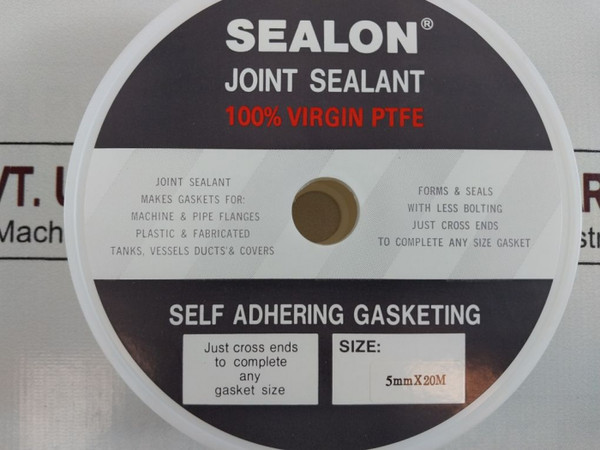 SEALON®
JOINT SEALANT
100% VIRGIN PTFE
JOINT SEALANT
MAKES GASKETS FOR:
MACHINE & PIPE FLANGES
PLASTIC & FABRICATED
TANKS, VESSELS DUCTS'& COVERS
FORMS & SEALS
WITH LESS BOLTING
JUST CROSS ENDS
TO COMPLETE ANY SIZE GASKET
SELF ADHERING GASKETING
Just cross ends
to complete
any
gasket size
SIZE:
5mmX20M
VT.
Mach